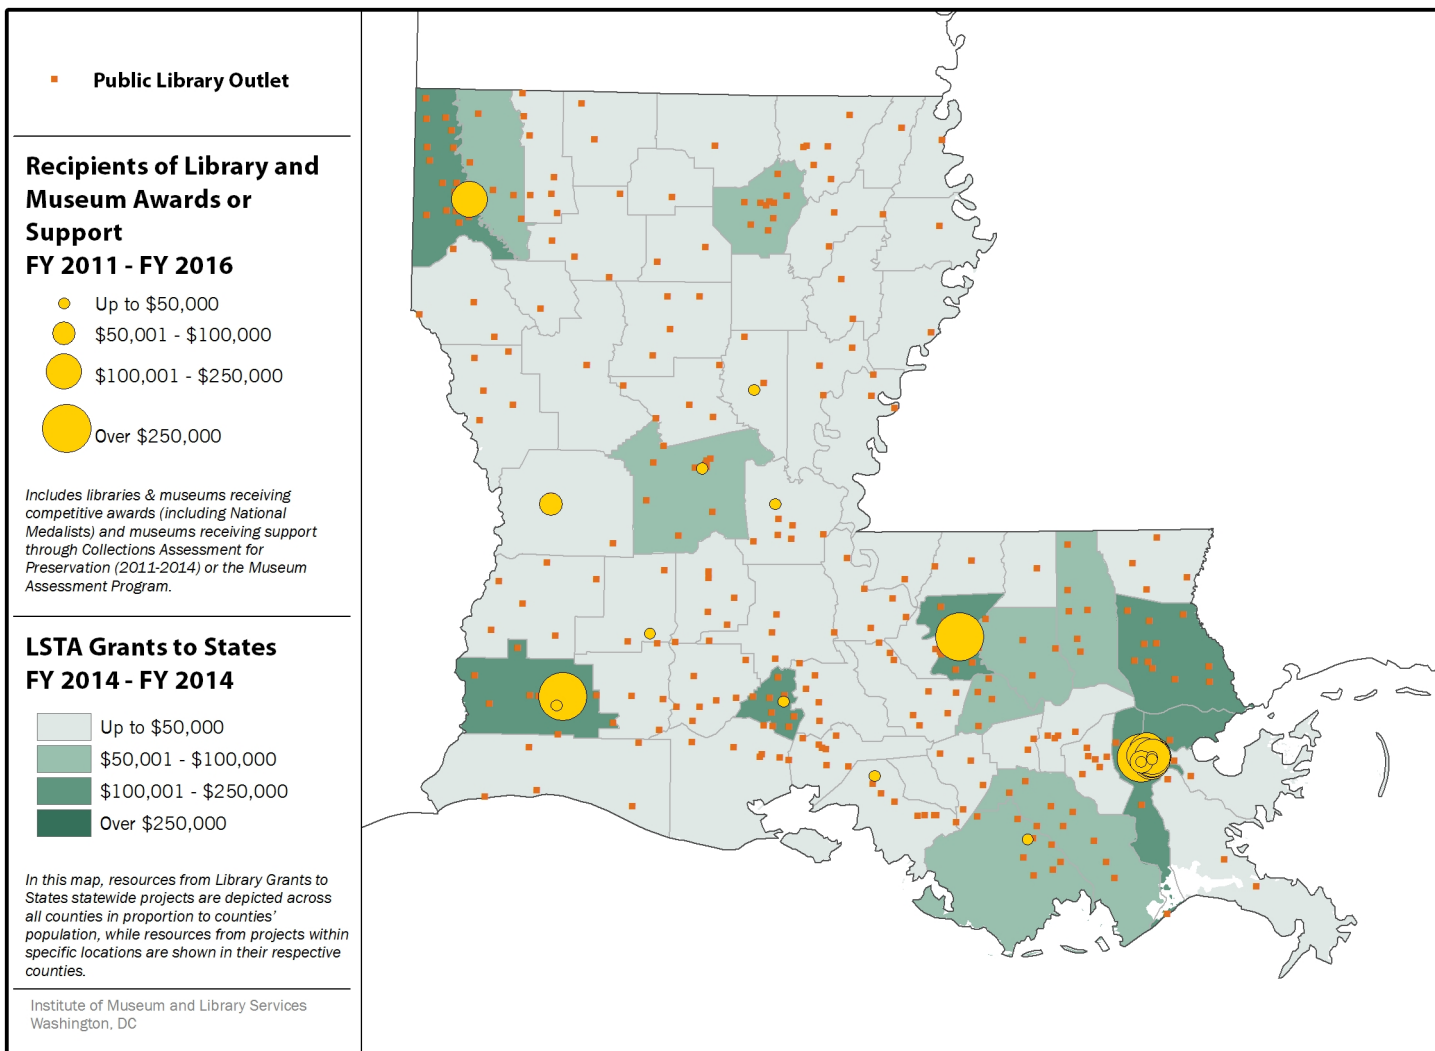 Public Library Outlet
Recipients of Library and
Museum Awards or
Support
FY 2011 - FY 2016
Up to $50,000
$50,001 - $100,000
$100,001 - $250,000
Over $250,000
Includes libraries & museums receiving
competitive awards (including National
Medalists) and museums receiving support
through Collections Assessment for
Preservation (2011-2014) or the Museum
Assessment Program.
LSTA Grants to States
FY 2014 - FY 2014
Up to $50,000
$50,001 - $100,000
$100,001 - $250,000
Over $250,000
In this map, resources from Library Grants to
States statewide projects are depicted across
all counties in proportion to counties'
population, while resources from projects within
specific locations are shown in their respective
counties.
Institute of Museum and Library Services
Washington, DC